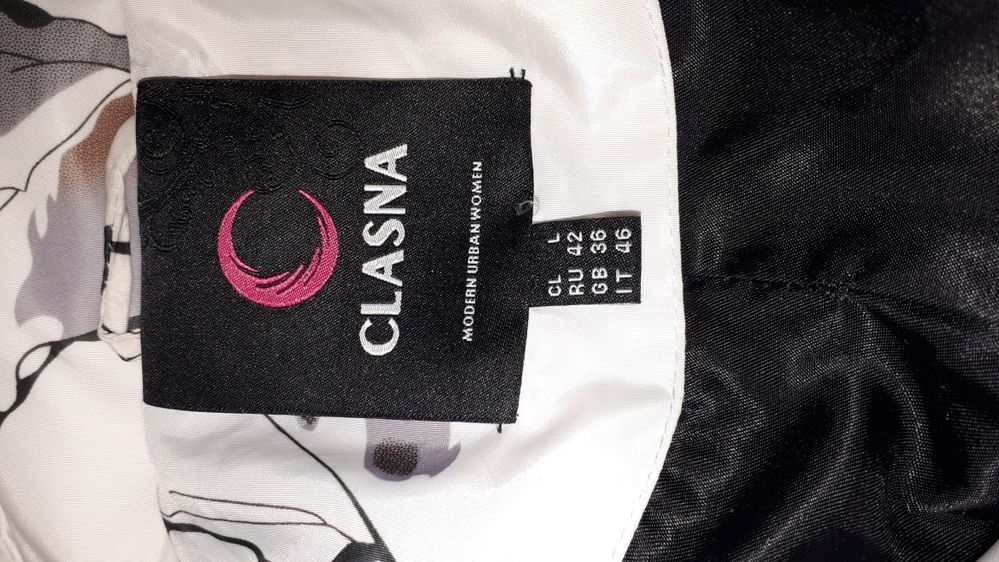 CLASNA
MODERN URBAN WOMEN
CL L
RU 42
GB 36
IT 46